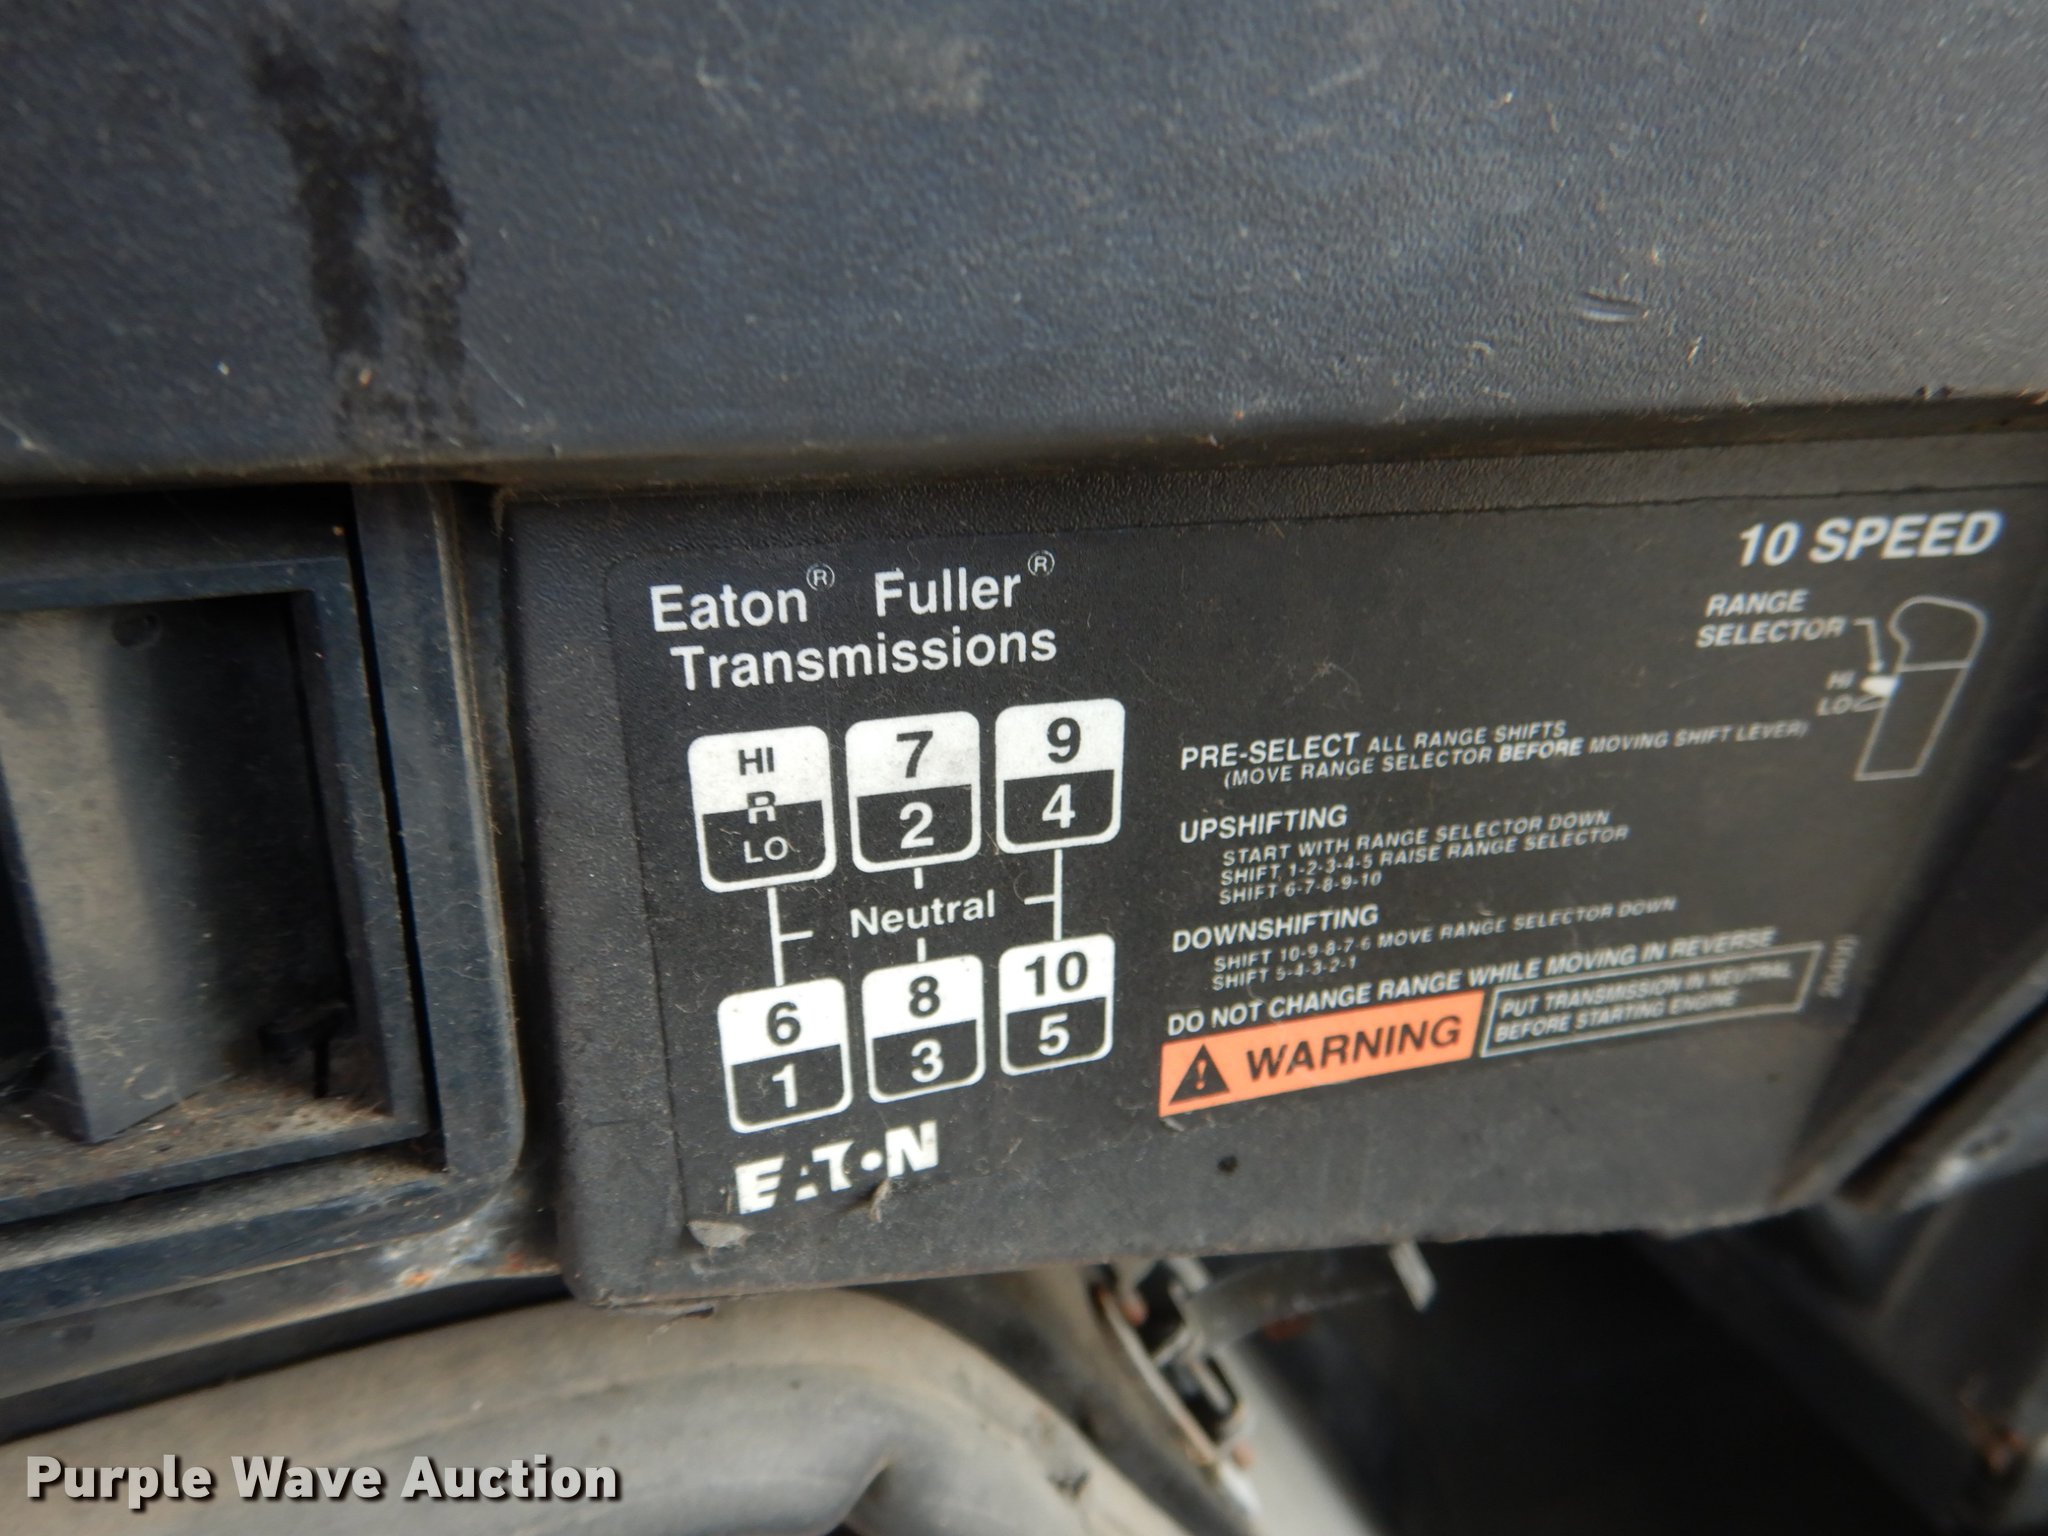 10 SPEED
Eaton® Fuller®
Transmissions
RANGE
SELECTOR
HI
LO
HI
R
LO
7
2
9
4
Neutral
6
1
8
3
10
5
EATON
PRE-SELECT ALL RANGE SHIFTS
(MOVE RANGE SELECTOR BEFORE MOVING SHIFT LEVER)
UPSHIFTING
START WITH RANGE SELECTOR DOWN
SHIFT 1-2-3-4-5 RAISE RANGE SELECTOR
SHIFT 6-7-8-9-10
DOWNSHIFTING
SHIFT 10-9-8-7-6 MOVE RANGE SELECTOR DOWN
SHIFT 5-4-3-2-1
DO NOT CHANGE RANGE WHILE MOVING IN REVERSE
WARNING
PUT TRANSMISSION IN NEUTRAL
BEFORE STARTING ENGINE
Purple Wave Auction